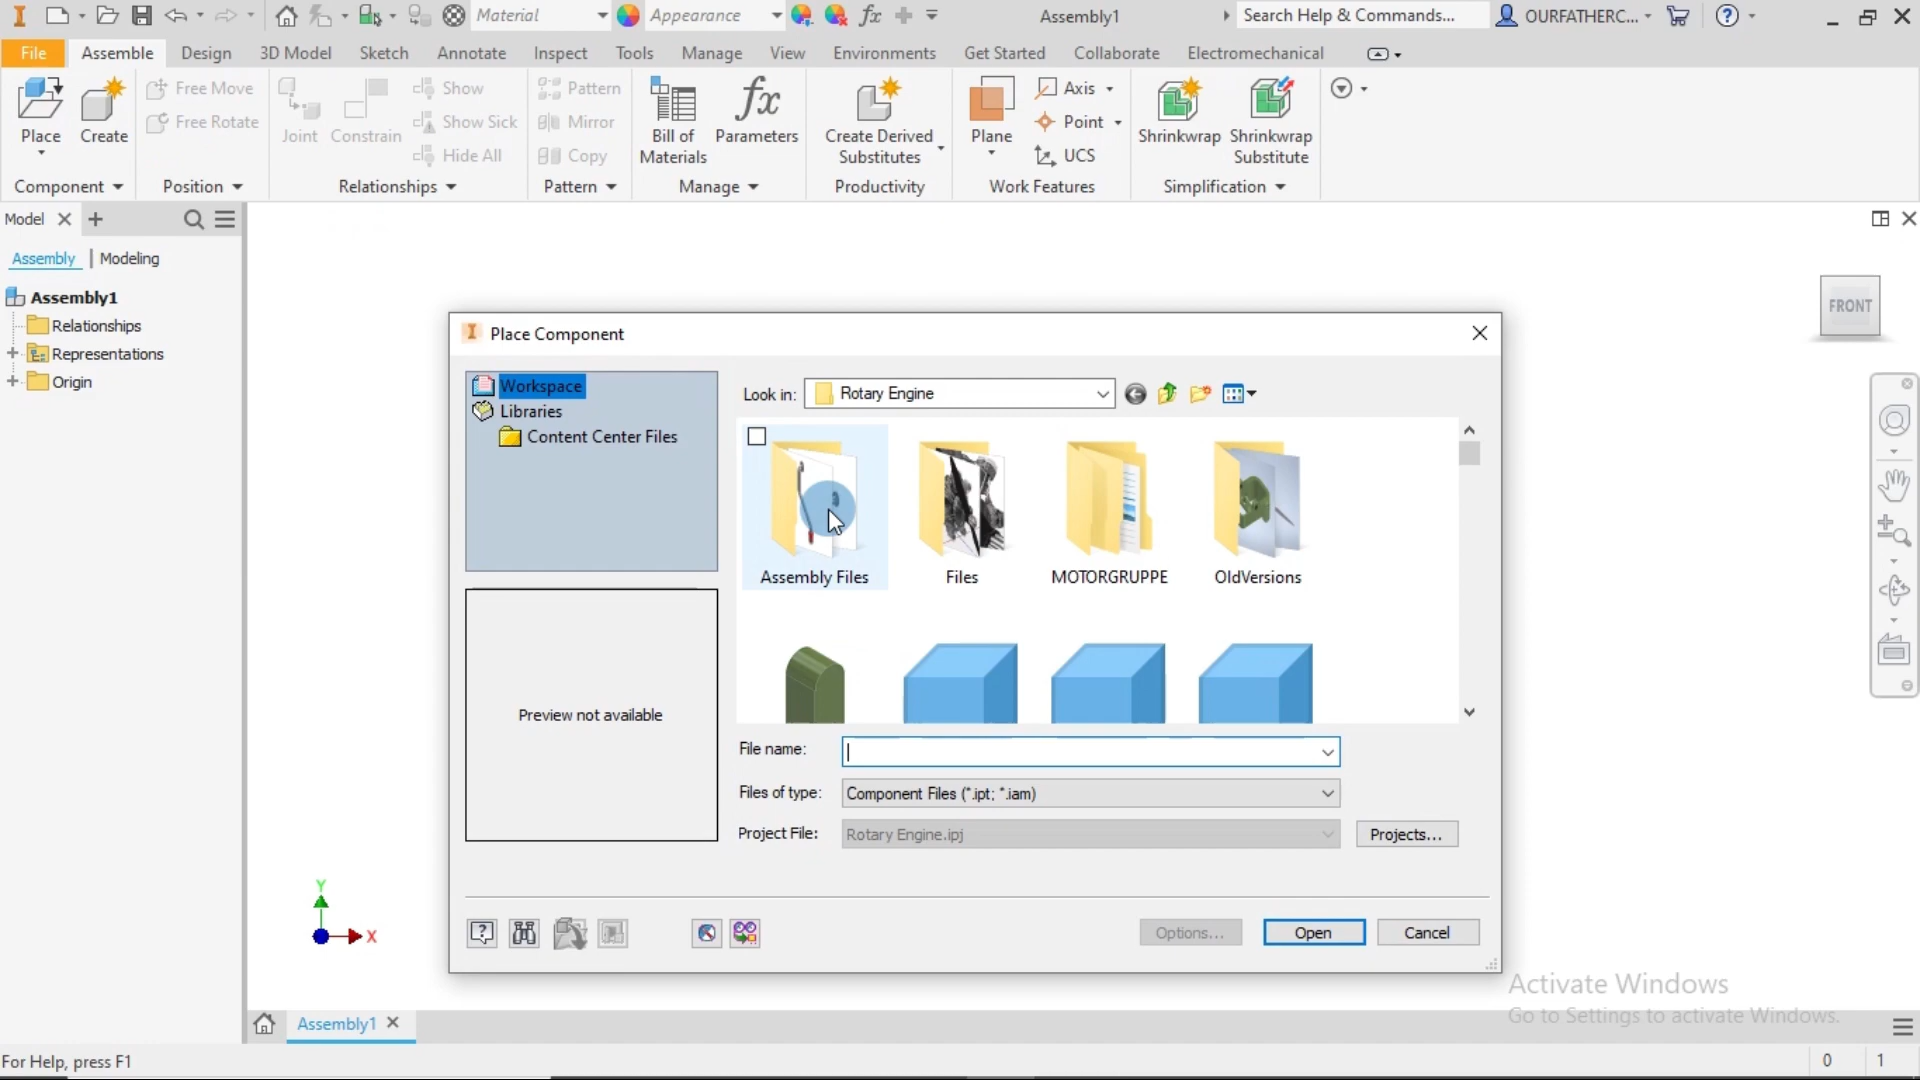 Material
Appearance
fx
Assembly1
Search Help & Commands...
OURFATHERC...
File
Assemble
Design
3D Model
Sketch
Annotate
Inspect
Tools
Manage
View
Environments
Get Started
Collaborate
Electromechanical
Place
Create
Free Move
Free Rotate
Joint
Constrain
Show
Show Sick
Hide All
Pattern
Mirror
Copy
Bill of
Materials
fx
Parameters
Create Derived
Substitutes
Plane
Axis
Point
UCS
Shrinkwrap
Shrinkwrap
Substitute
Component
Position
Relationships
Pattern
Manage
Productivity
Work Features
Simplification
Model
Assembly | Modeling
Assembly1
Relationships
Representations
Origin
FRONT
Place Component
Workspace
Libraries
Content Center Files
Look in: Rotary Engine
Assembly Files
Files
MOTORGRUPPE
OldVersions
Preview not available
File name:
Files of type: Component Files (*.ipt; *.iam)
Project File: Rotary Engine.ipj
Projects...
Options...
Open
Cancel
Y
X
Activate Windows
Go to Settings to activate Windows.
Assembly1
For Help, press F1
0
1